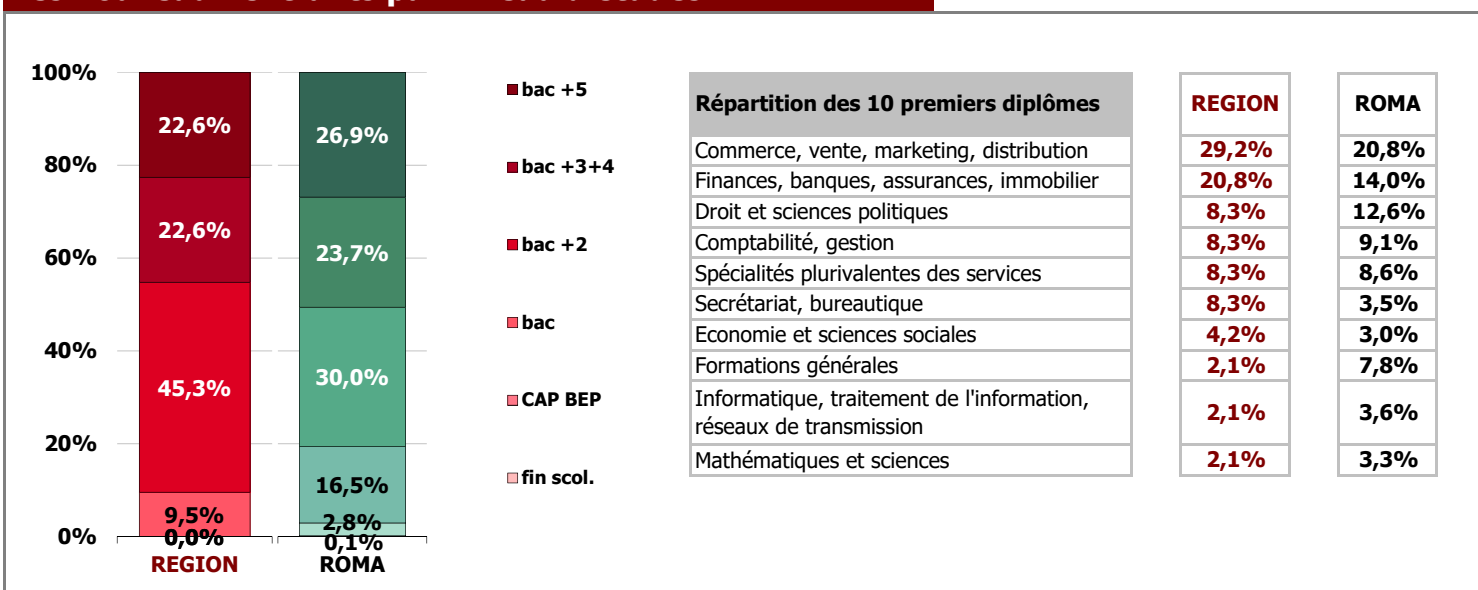 100%
80%
60%
40%
20%
0%
22,6%
22,6%
45,3%
9,5%
0,0%
REGION
26,9%
23,7%
30,0%
16,5%
2,8%
0,1%
ROMA
bac +5
bac +3+4
bac +2
bac
CAP BEP
fin scol.
Répartition des 10 premiers diplômes REGION ROMA
Commerce, vente, marketing, distribution 29,2% 20,8%
Finances, banques, assurances, immobilier 20,8% 14,0%
Droit et sciences politiques 8,3% 12,6%
Comptabilité, gestion 8,3% 9,1%
Spécialités plurivalentes des services 8,3% 8,6%
Secrétariat, bureautique 8,3% 3,5%
Economie et sciences sociales 4,2% 3,0%
Formations générales 2,1% 7,8%
Informatique, traitement de l'information,
réseaux de transmission 2,1% 3,6%
Mathématiques et sciences 2,1% 3,3%